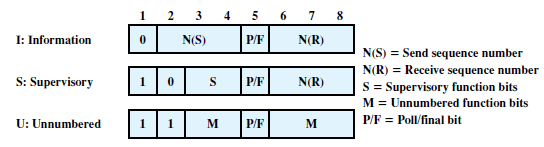 1 2 3 4 5 6 7 8
I: Information 0 N(S) P/F N(R)
N(S) = Send sequence number
N(R) = Receive sequence number
S: Supervisory 1 0 S P/F N(R)
S = Supervisory function bits
M = Unnumbered function bits
P/F = Poll/final bit
U: Unnumbered 1 1 M P/F M